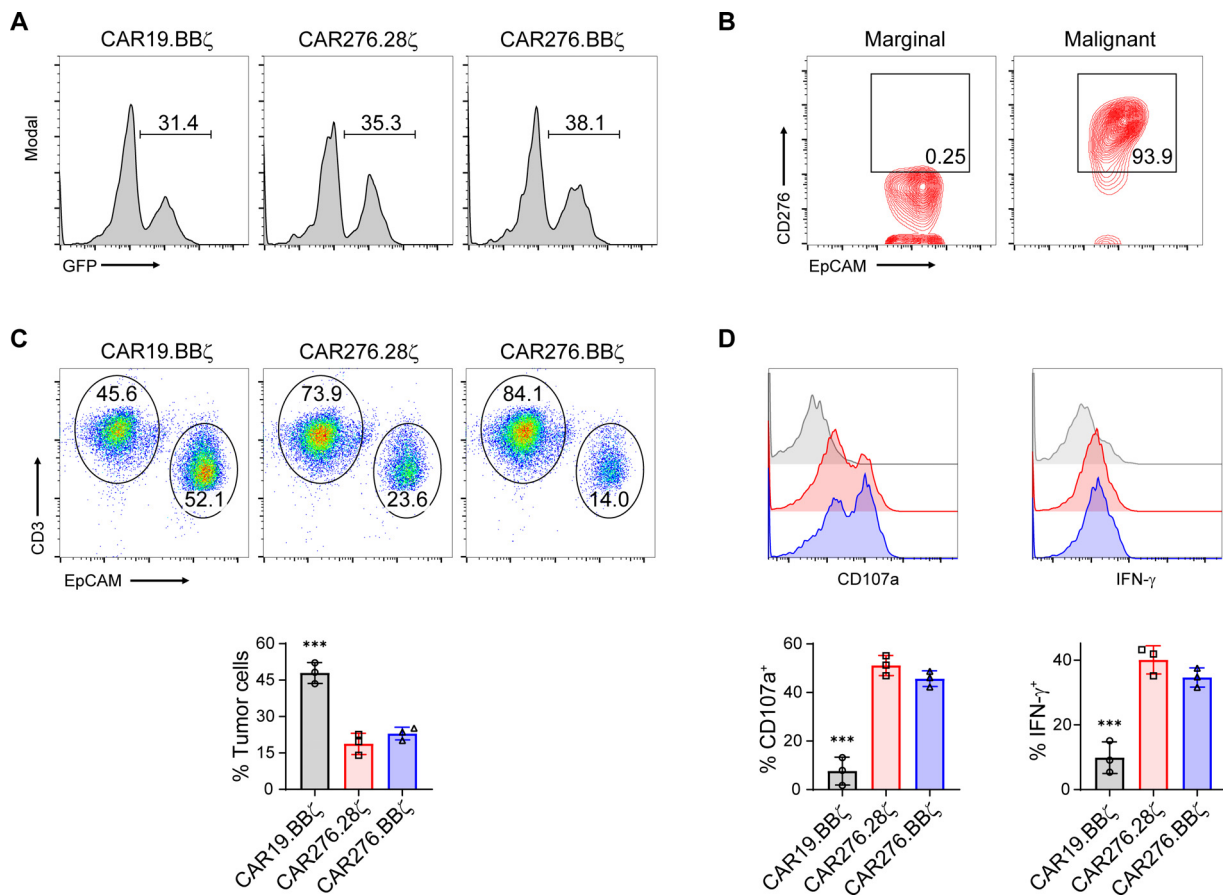 A
CAR19.BBζ CAR276.28ζ CAR276.BBζ
Modal
31.4 35.3 38.1
GFP
B
Marginal Malignant
CD276
0.25 93.9
EpCAM
C
CAR19.BBζ CAR276.28ζ CAR276.BBζ
CD3
45.6 73.9 84.1
52.1 23.6 14.0
EpCAM
% Tumor cells
60
45
30
15
0
***
CAR19.BBζ
CAR276.28ζ
CAR276.BBζ
D
CD107a IFN-γ
% CD107a+
60
40
20
0
***
CAR19.BBζ
CAR276.28ζ
CAR276.BBζ
% IFN-γ+
40
20
0
***
CAR19.BBζ
CAR276.28ζ
CAR276.BBζ